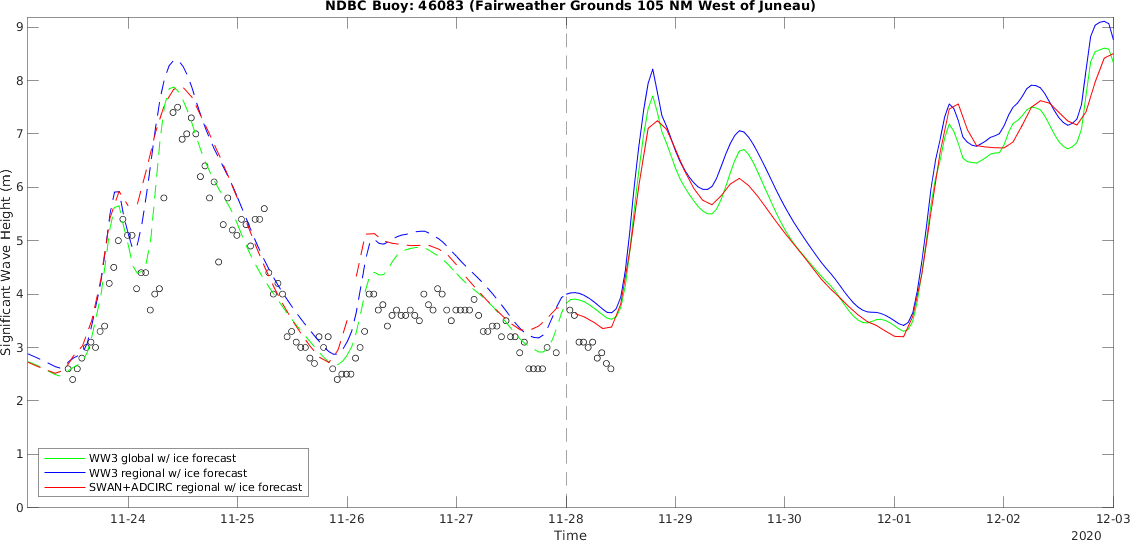 NDBC Buoy: 46083 (Fairweather Grounds 105 NM West of Juneau)
Significant Wave Height (m)
9
8
7
6
5
4
3
2
1
0
WW3 global w/ ice forecast
WW3 regional w/ ice forecast
SWAN+ADCIRC regional w/ ice forecast
11-24 11-25 11-26 11-27 11-28 11-29 11-30 12-01 12-02 12-03
Time
2020